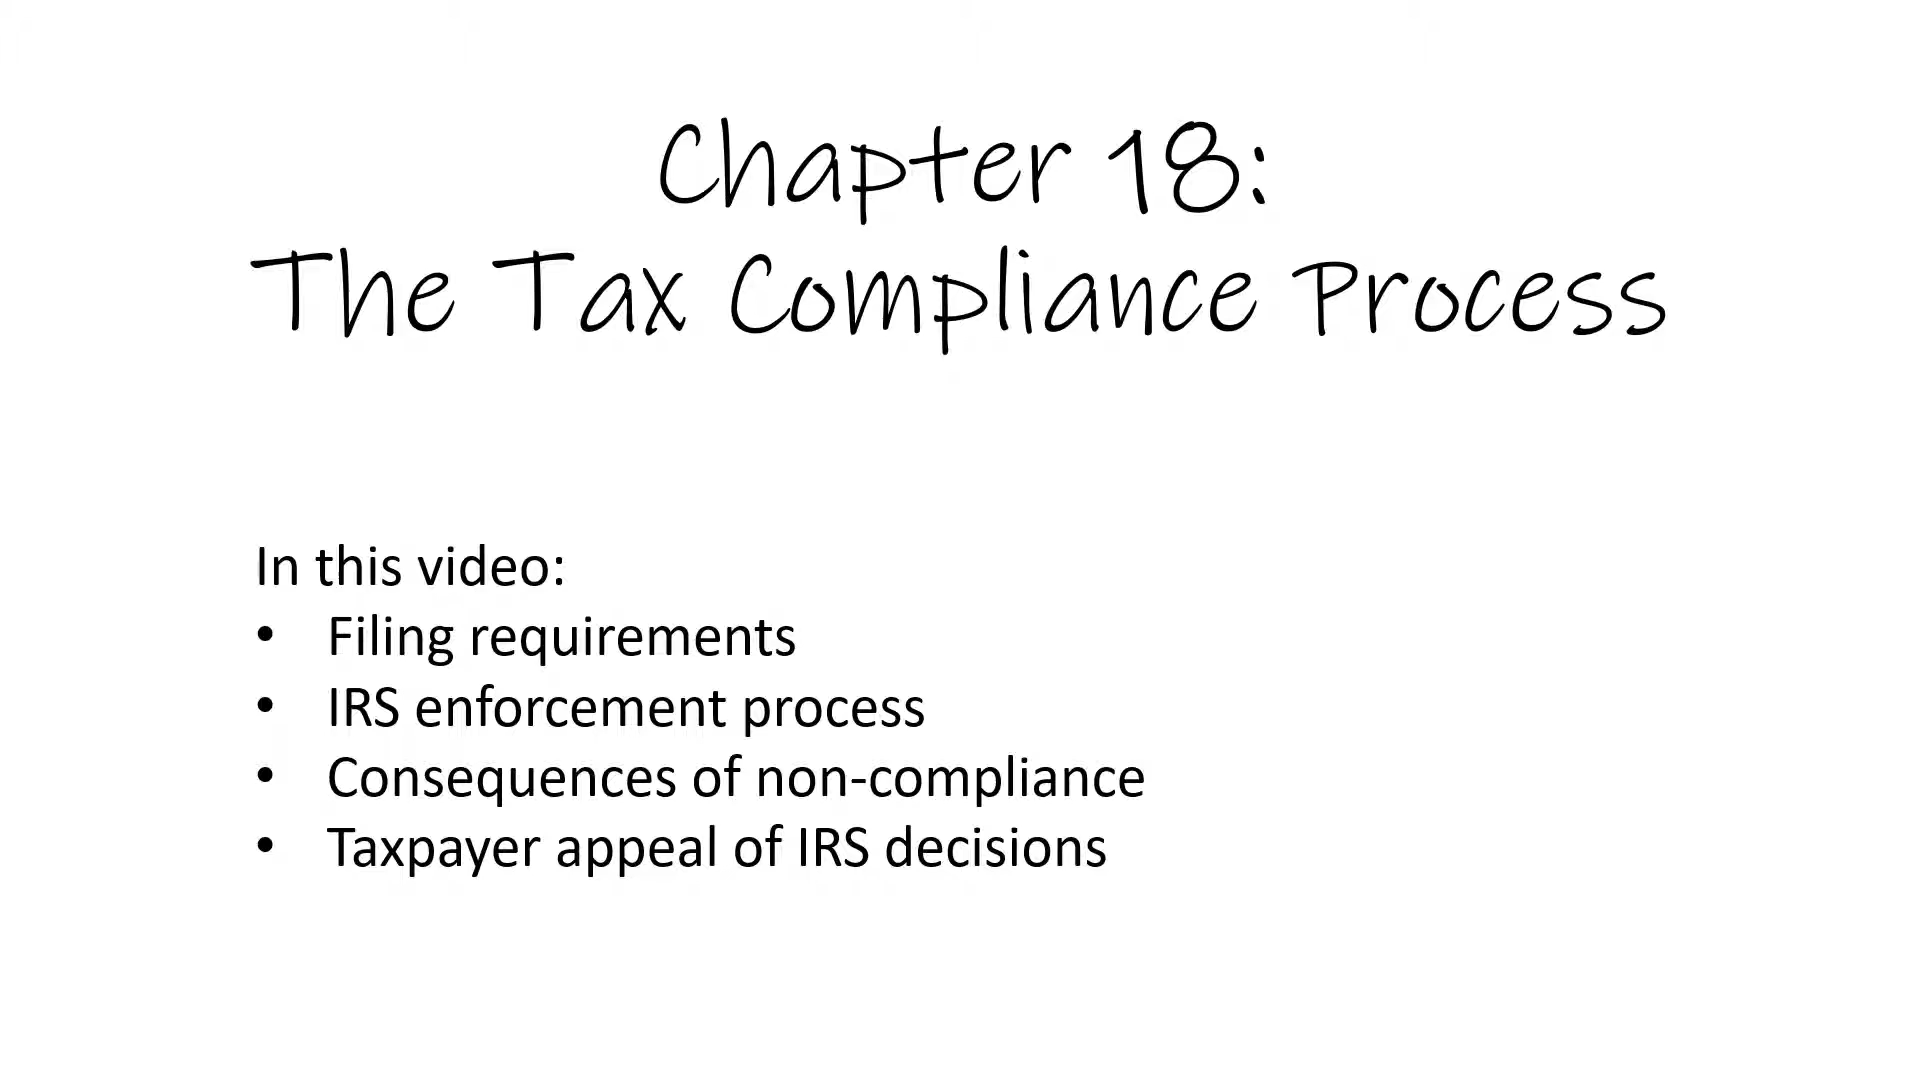 Chapter 18:
The Tax Compliance Process
In this video:
• Filing requirements
• IRS enforcement process
• Consequences of non-compliance
• Taxpayer appeal of IRS decisions